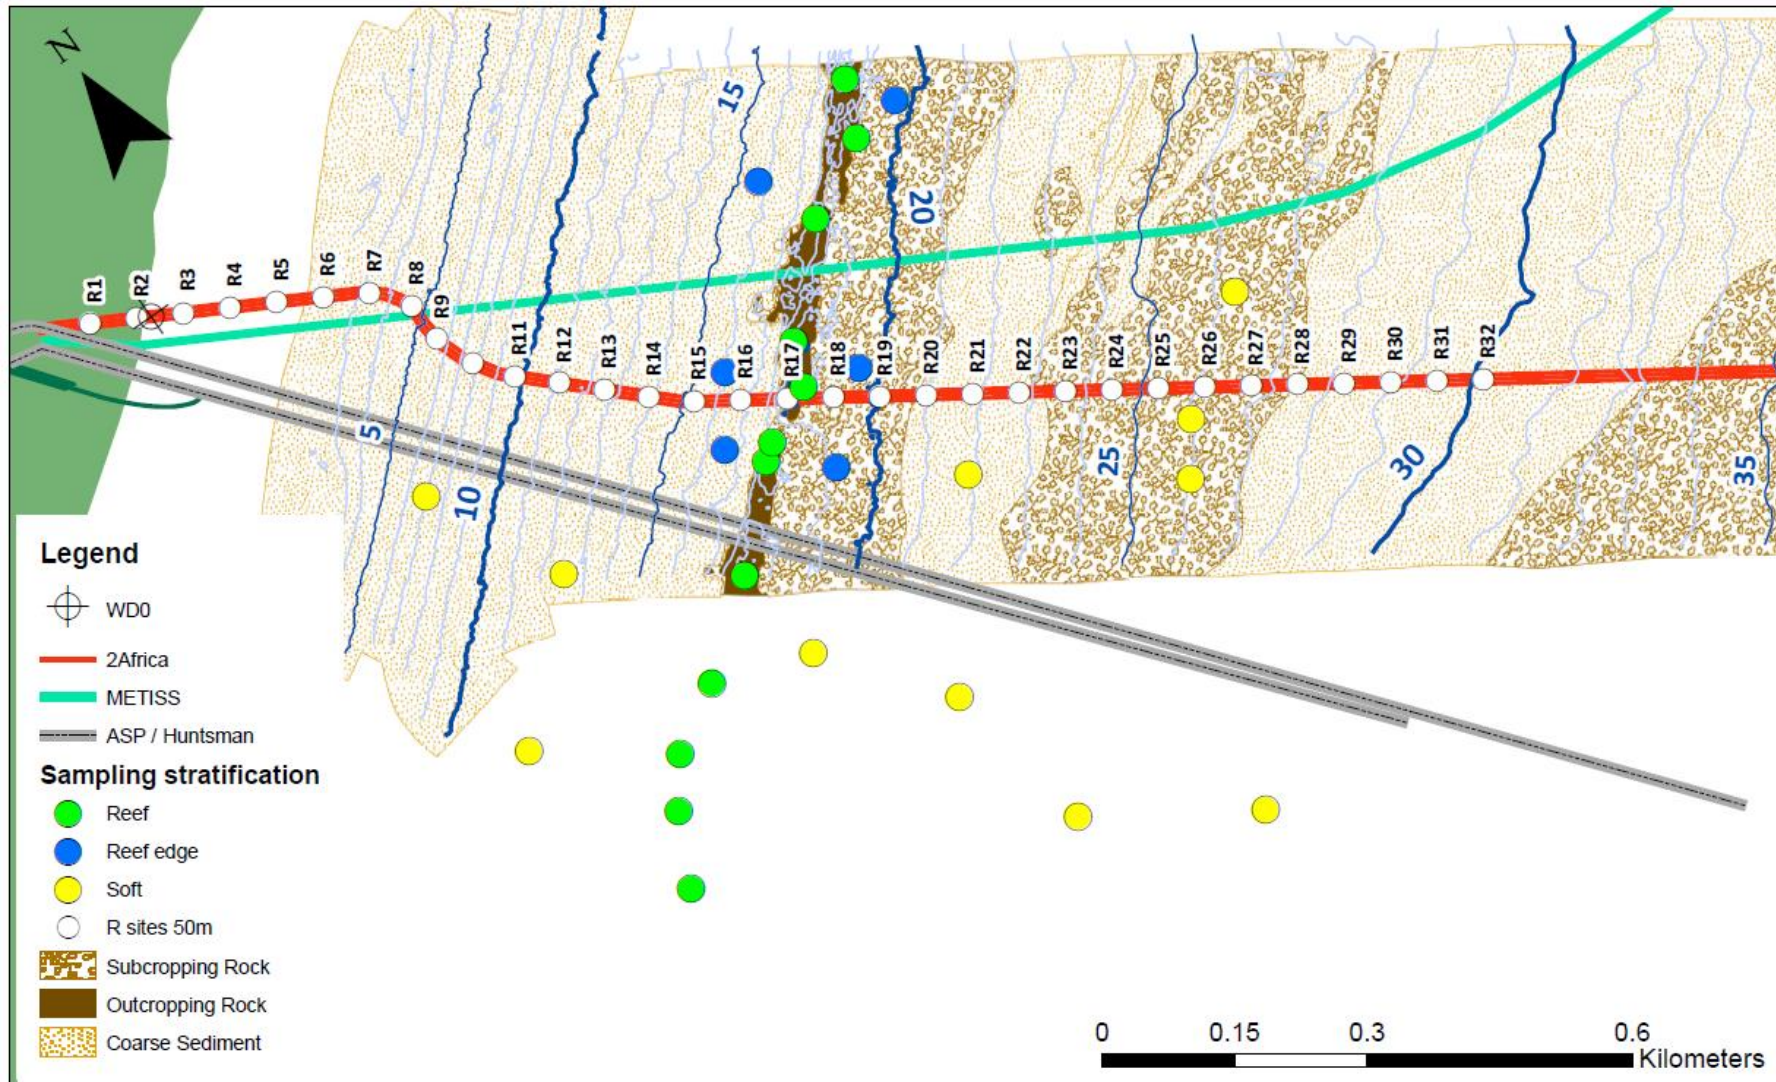 N
15
20
R1
R2
R3
R4
R5
R6
R7
R8
R9
R11
R12
R13
R14
R15
R16
R17
R18
R19
R20
R21
R22
R23
R24
R25
R26
R27
R28
R29
R30
R31
R32
5
10
25
30
35
Legend
WD0
2Africa
METISS
ASP / Huntsman
Sampling stratification
Reef
Reef edge
Soft
R sites 50m
Subcropping Rock
Outcropping Rock
Coarse Sediment
0 0.15 0.3 0.6
Kilometers